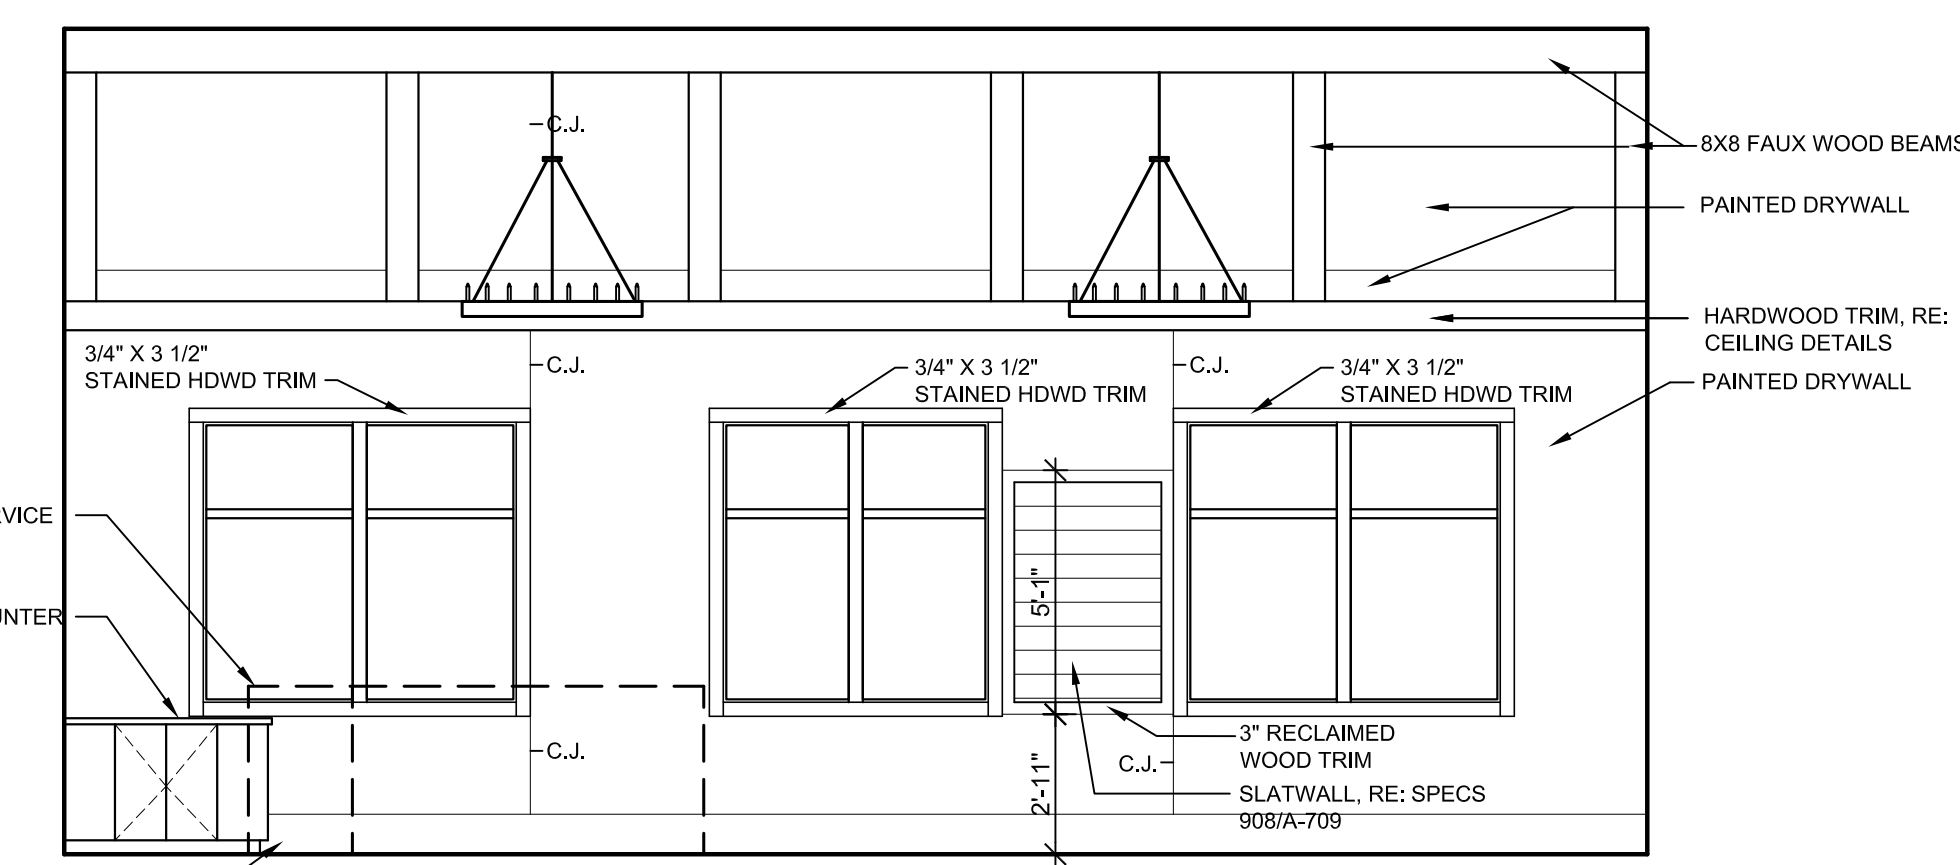 C.J.
8X8 FAUX WOOD BEAMS
PAINTED DRYWALL
HARDWOOD TRIM, RE:
CEILING DETAILS
3/4" X 3 1/2"
STAINED HDWD TRIM
C.J.
3/4" X 3 1/2"
STAINED HDWD TRIM
C.J.
3/4" X 3 1/2"
STAINED HDWD TRIM
PAINTED DRYWALL
RVICE
5'-1"
UNTER
C.J.
3" RECLAIMED
WOOD TRIM
C.J.
2'-11"
SLATWALL, RE: SPECS
908/A-709